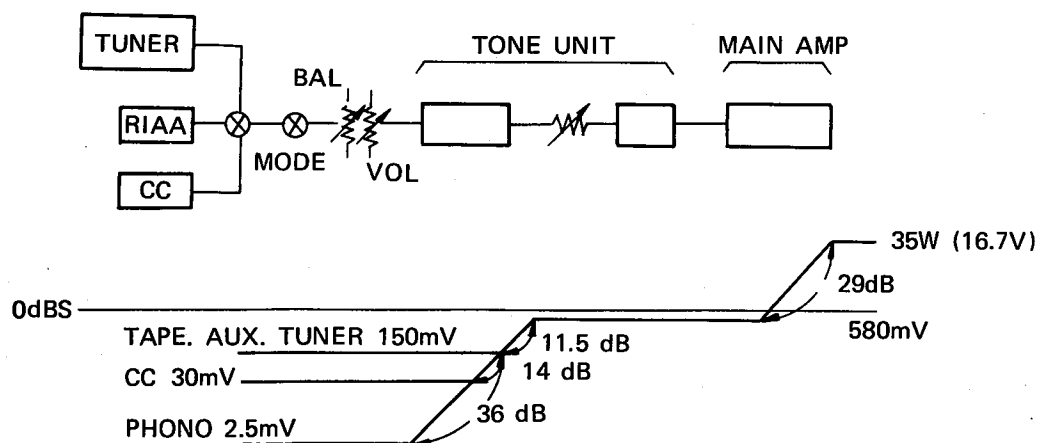 TUNER
TONE UNIT
MAIN AMP
BAL
RIAA
MODE
VOL
CC
35W (16.7V)
29dB
0dBS
580mV
TAPE. AUX. TUNER 150mV
11.5 dB
CC 30mV
14 dB
36 dB
PHONO 2.5mV